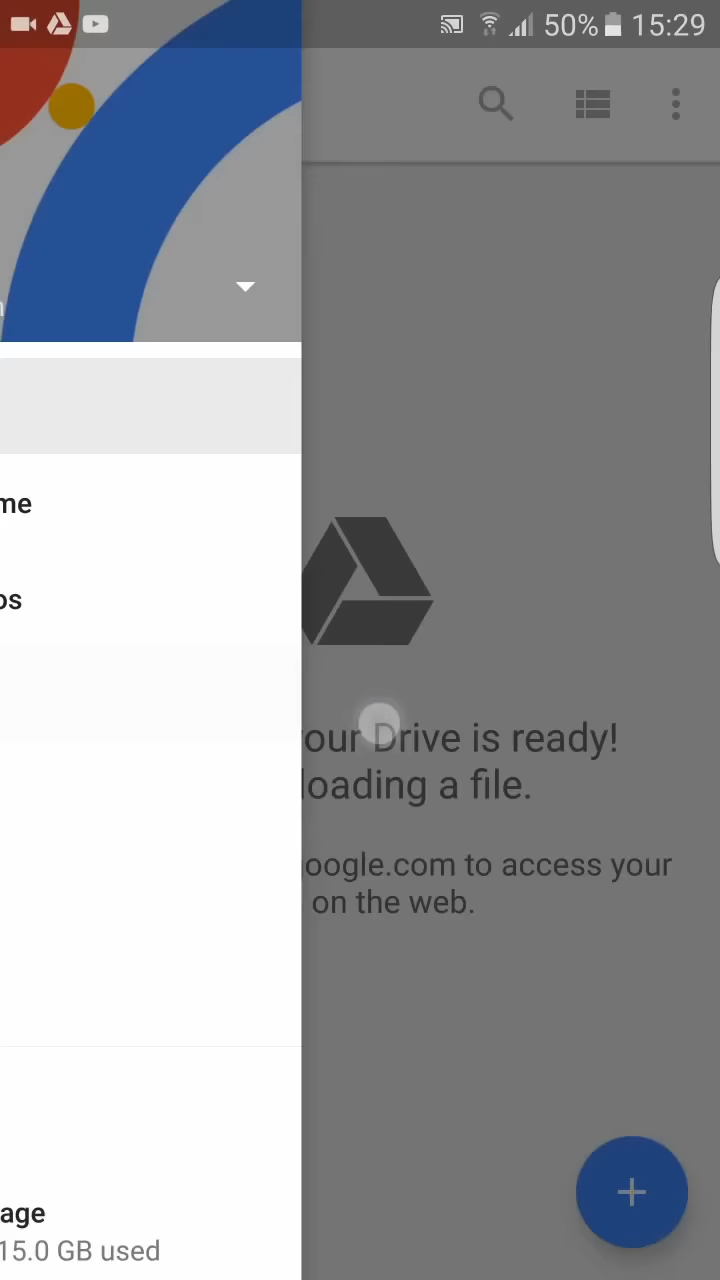 50% 15:29
me
os
our Drive is ready!
loading a file.
oogle.com to access your
on the web.
age
15.0 GB used